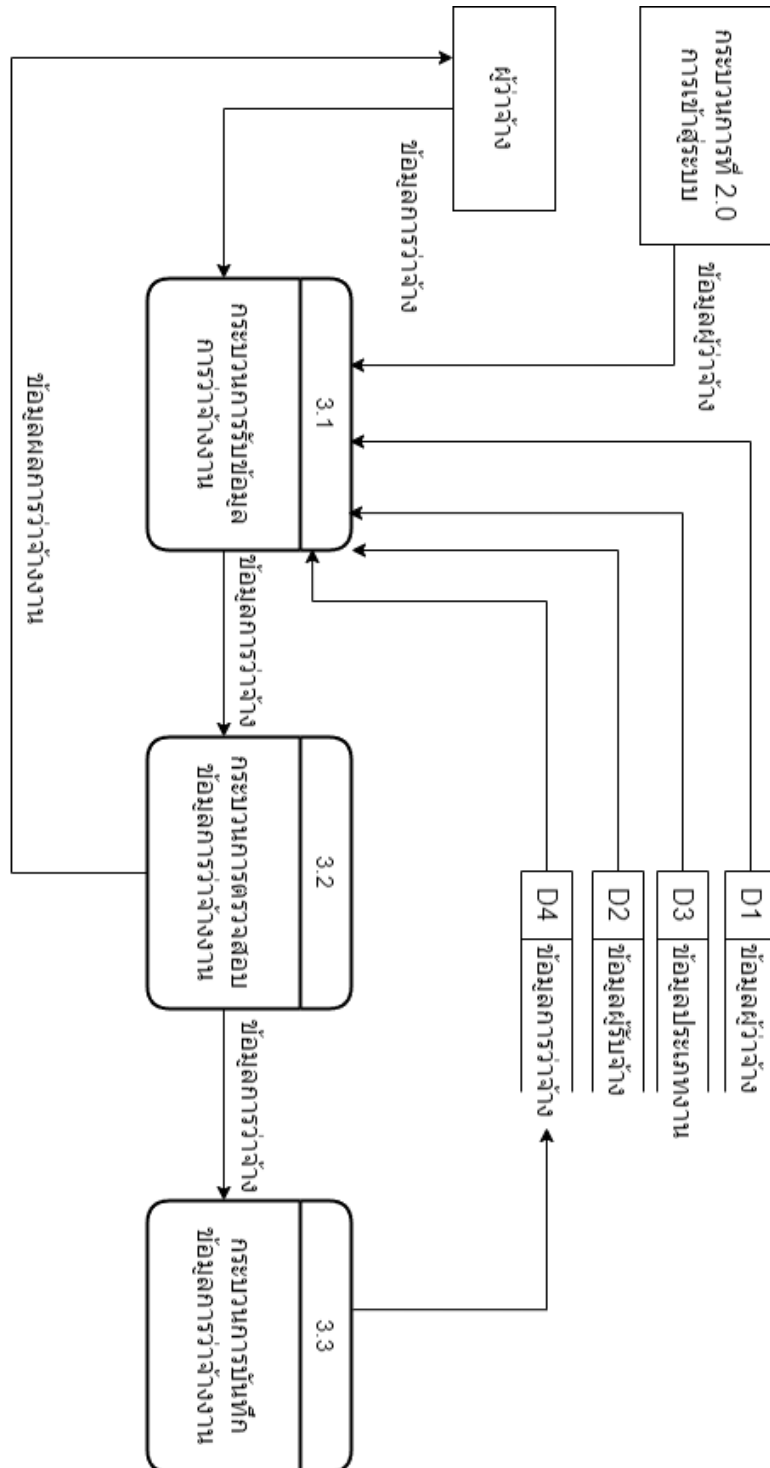 กระบวนการที่ 2.0
การเข้าสู่ระบบ
ข้อมูลผู้ว่าจ้าง
D1 ข้อมูลผู้ว่าจ้าง
D3 ข้อมูลประเภทงาน
D2 ข้อมูลผู้รับจ้าง
D4 ข้อมูลการว่าจ้าง
ผู้ว่าจ้าง
ข้อมูลการว่าจ้าง
3.1
กระบวนการรับข้อมูล
การว่าจ้างงาน
ข้อมูลการว่าจ้าง
3.2
กระบวนการตรวจสอบ
ข้อมูลการว่าจ้างงาน
ข้อมูลการว่าจ้าง
3.3
กระบวนการบันทึก
ข้อมูลการว่าจ้างงาน
ข้อมูลผลการว่าจ้างงาน